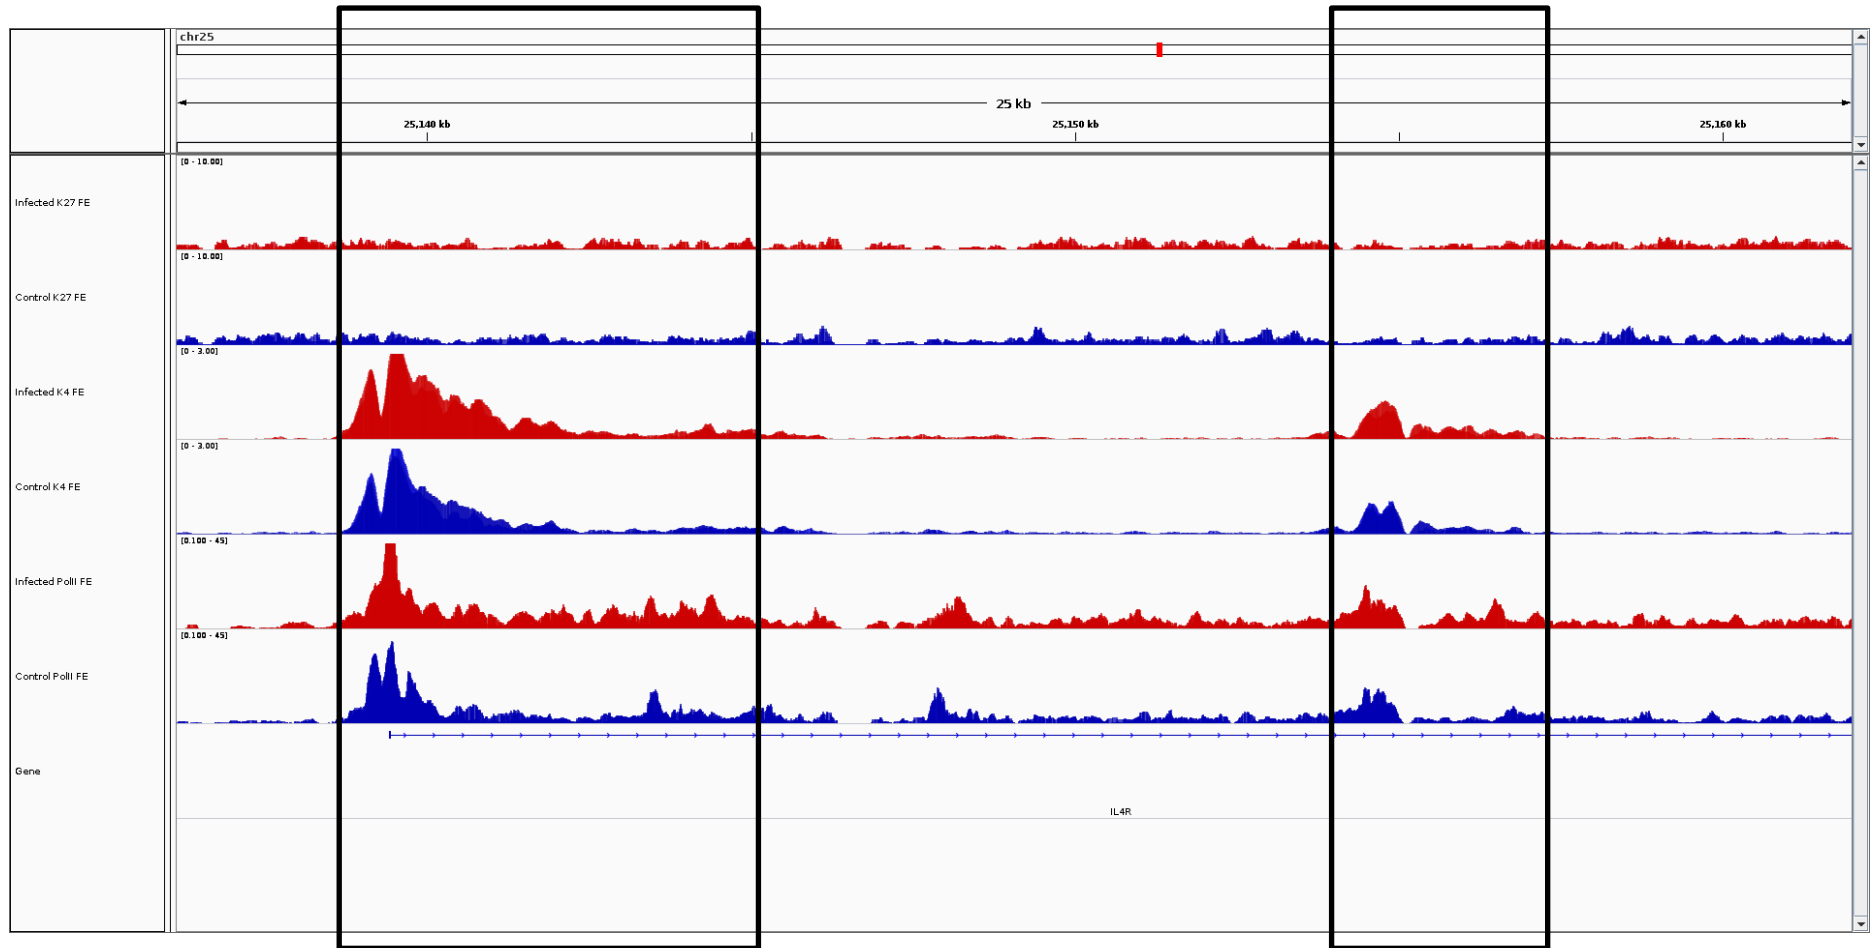 chr25
25 kb
25,140 kb
25,150 kb
25,160 kb
[0 - 10.00]
Infected K27 FE
[0 - 10.00]
Control K27 FE
[0 - 3.00]
Infected K4 FE
[0 - 3.00]
Control K4 FE
[0.100 - 45]
Infected PolII FE
[0.100 - 45]
Control PolII FE
Gene
IL4R